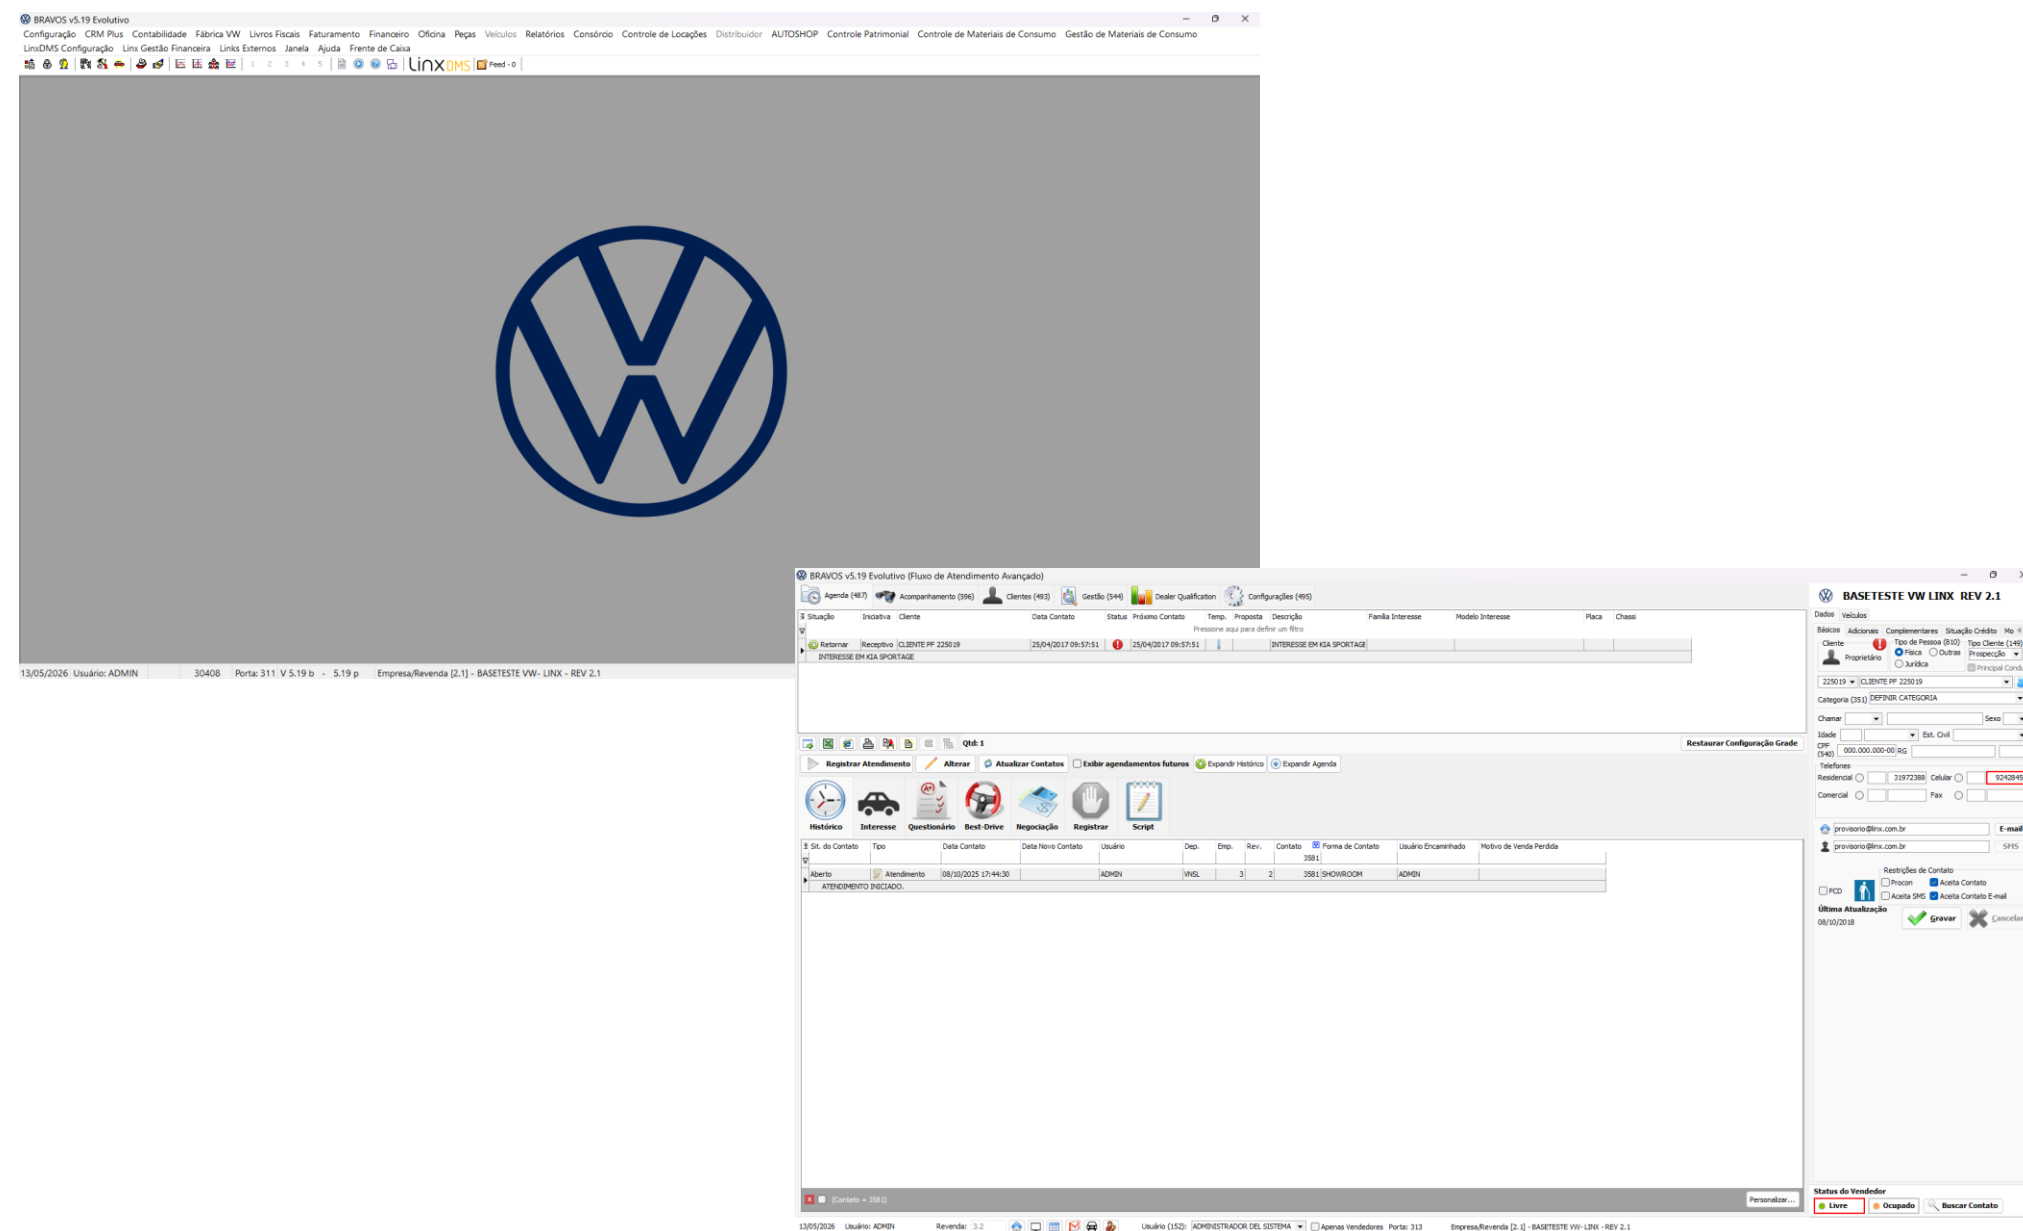 BRAVOS v5.19 Evolutivo
Configuração CRM Plus Contabilidade Fábrica VW Livros Fiscais Faturamento Financeiro Oficina Peças Veículos Relatórios Consórcio Controle de Locações Distribuidor AUTOSHOP Controle Patrimonial Controle de Materiais de Consumo Gestão de Materiais de Consumo
LinxDMS Configuração Linx Gestão Financeira Links Externos Janela Ajuda Frente de Caixa
1 2 3 4 5 Linx DMS Feed - 0
13/05/2026 Usuário: ADMIN 30408 Porta: 311 V 5.19 b - 5.19 p Empresa/Revenda [2.1] - BASETESTE VW- LINX - REV 2.1
BRAVOS v5.19 Evolutivo (Fluxo de Atendimento Avançado)
Agenda (487) Acompanhamento (596) Clientes (493) Gestão (544) Dealer Qualification Configurações (495)
Situação Iniciativa Cliente Data Contato Status Próximo Contato Temp. Proposta Descrição Família Interesse Modelo Interesse Placa Chassi
Pressione aqui para definir um filtro
Retornar Receptivo CLIENTE PF 225019 25/04/2017 09:57:51 25/04/2017 09:57:51 INTERESSE EM KIA SPORTAGE
INTERESSE EM KIA SPORTAGE
Qtd: 1 Restaurar Configuração Grade
Registrar Atendimento Alterar Atualizar Contatos Exibir agendamentos futuros Expandir Histórico Expandir Agenda
Histórico Interesse Questionário Best-Drive Negociação Registrar Script
Sit. do Contato Tipo Data Contato Data Novo Contato Usuário Dep. Emp. Rev. Contato Forma de Contato Usuário Encaminhado Motivo de Venda Perdida
3581
Aberto Atendimento 08/10/2025 17:44:30 ADMIN VNSL 3 2 3581 SHOWROOM ADMIN
ATENDIMENTO INICIADO.
(Contato = 3581) Personalizar...
BASETESTE VW LINX REV 2.1
Dados Veículos
Básicos Adicionais Complementares Situação Crédito Mo
Cliente Tipo de Pessoa (810) Tipo Cliente (149)
Proprietário Física Outras Prospecção
Jurídica Principal Condu
225019 CLIENTE PF 225019
Categoria (351) DEFINIR CATEGORIA
Chamar Sexo
Idade Est. Civil
CPF (540) 000.000.000-00 RG
Telefones
Residencial 31972388 Celular 9242845
Comercial Fax
provisorio@linx.com.br E-mail
provisorio@linx.com.br SMS
Restrições de Contato
PCD Procon Aceita Contato
Aceita SMS Aceita Contato E-mail
Última Atualização
08/10/2018 Gravar Cancelar
Status do Vendedor
Livre Ocupado Buscar Contato
13/05/2026 Usuário: ADMIN Revenda: 3.2 Usuário (152): ADMINISTRADOR DEL SISTEMA Apenas Vendedores Porta: 313 Empresa/Revenda [2.1] - BASETESTE VW- LINX - REV 2.1